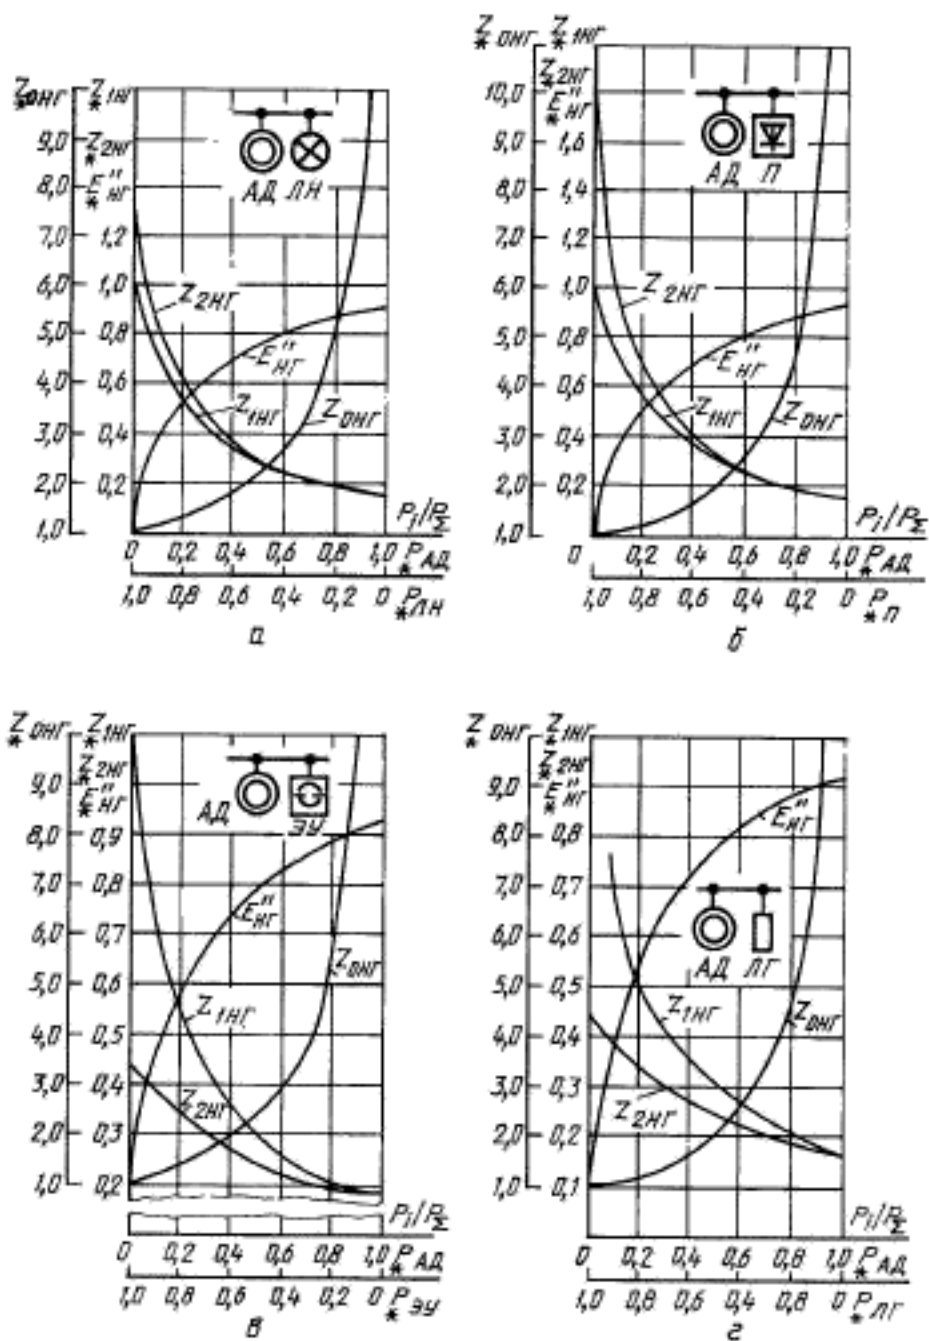 Z*0НГ Z*1НГ
9,0 Z*2НГ
8,0 E"*НГ
АД ЛН
7,0 1,2
6,0 1,0 Z2НГ
5,0 0,8
E"НГ
4,0 0,6
Z1НГ Z0НГ
3,0 0,4
2,0 0,2
1,0 Pi/PΣ
0 0,2 0,4 0,6 0,8 1,0 P*АД
1,0 0,8 0,6 0,4 0,2 0 P*ЛН
а
Z*0НГ Z*1НГ
Z*2НГ
10,0 E"*НГ
9,0 1,6
АД П
8,0 1,4
7,0 1,2
6,0 1,0 Z2НГ
5,0 0,8
E"НГ
4,0 0,6
Z1НГ Z0НГ
3,0 0,4
2,0 0,2
1,0 Pi/PΣ
0 0,2 0,4 0,6 0,8 1,0 P*АД
1,0 0,8 0,6 0,4 0,2 0 P*П
б
Z*0НГ Z*1НГ
Z*2НГ
9,0 E"*НГ
АД ЭУ
8,0 0,9
7,0 0,8
E"НГ
6,0 0,7
Z0НГ
5,0 0,6
Z1НГ
4,0 0,5
3,0 0,4
Z2НГ
2,0 0,3
1,0 0,2
Pi/PΣ
0 0,2 0,4 0,6 0,8 1,0 P*АД
1,0 0,8 0,6 0,4 0,2 0 P*ЭУ
в
Z*0НГ Z*1НГ
Z*2НГ
9,0 E"*НГ
E"НГ
8,0 0,8
7,0 0,7
6,0 0,6
АД ЛГ
5,0 0,5
Z1НГ Z0НГ
4,0 0,4
3,0 0,3
Z2НГ
2,0 0,2
1,0 0,1
Pi/PΣ
0 0,2 0,4 0,6 0,8 1,0 P*АД
1,0 0,8 0,6 0,4 0,2 0 P*ЛГ
г